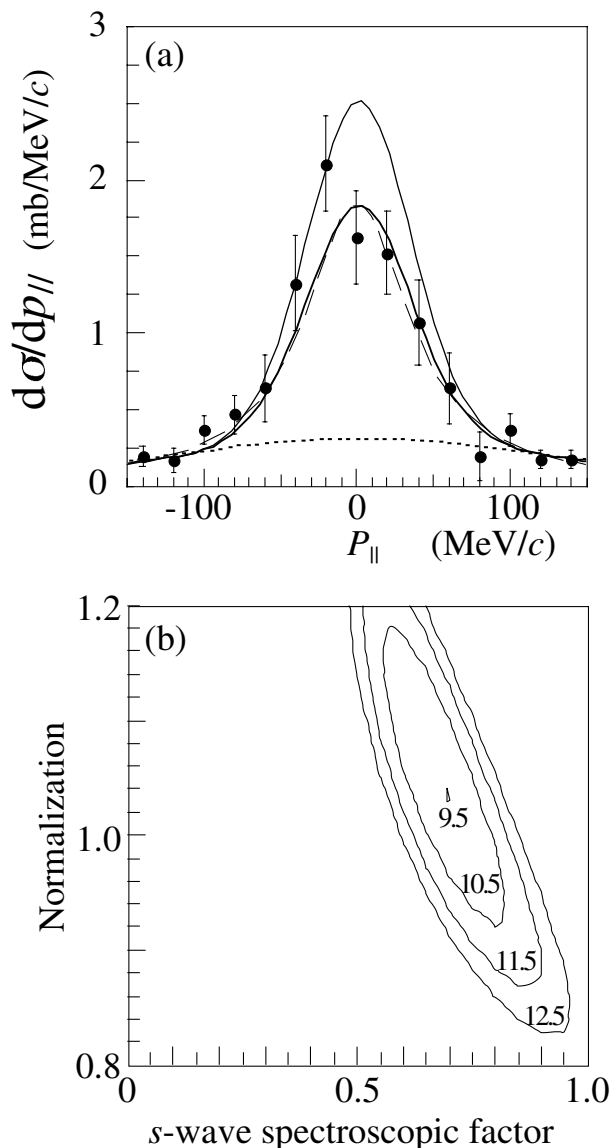 (a)
3
2
1
0
dσ/dp// (mb/MeV/c)
-100 0 100
P|| (MeV/c)
(b)
1.2
1.0
0.8
Normalization
9.5
10.5
11.5
12.5
0 0.5 1.0
s-wave spectroscopic factor